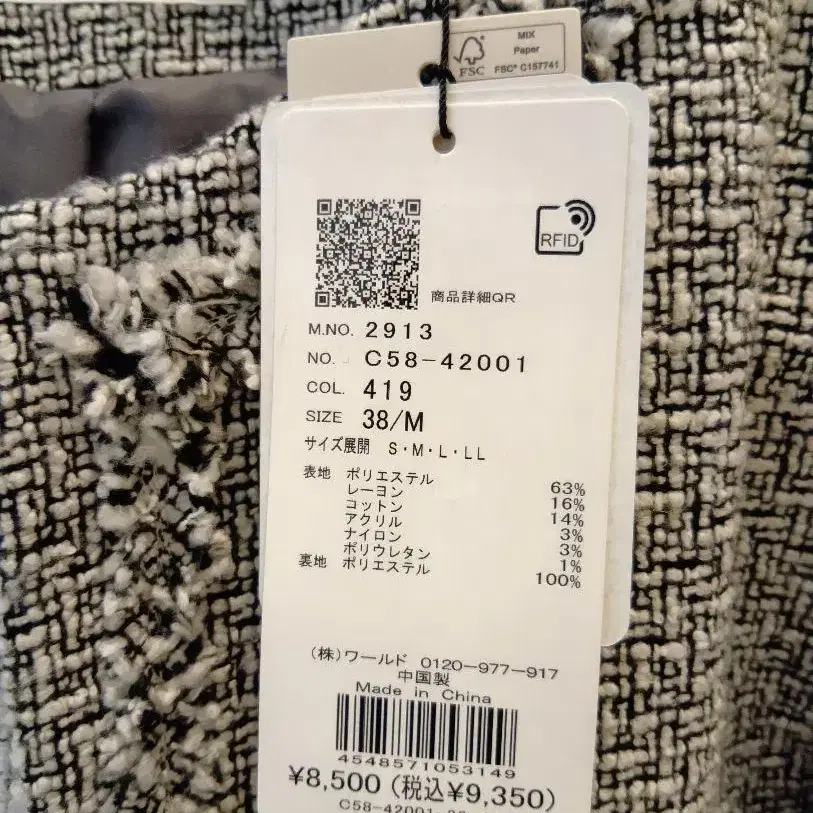 FSC
MIX
Paper
FSC® C157741
RFID
商品詳細QR
M.NO. 2913
NO. C58-42001
COL. 419
SIZE 38/M
サイズ展開 S・M・L・LL
表地 ポリエステル 63%
レーヨン 16%
コットン 14%
アクリル 3%
ナイロン 3%
ポリウレタン 1%
裏地 ポリエステル 100%
(株)ワールド 0120-977-917
中国製
Made in China
4548571053149
¥8,500 (税込¥9,350)
C58-42001